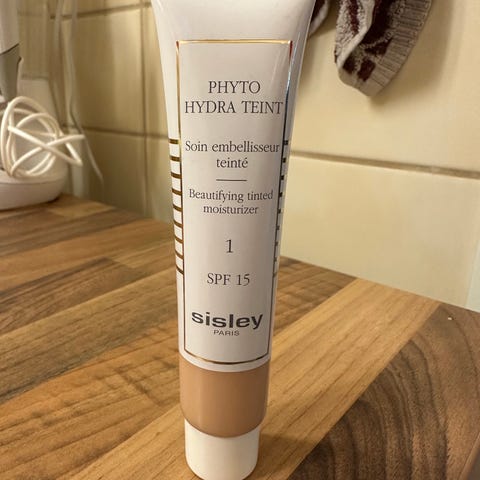 PHYTO
HYDRA TEINT
Soin embellisseur
teinté
Beautifying tinted
moisturizer
1
SPF 15
sisley
PARIS